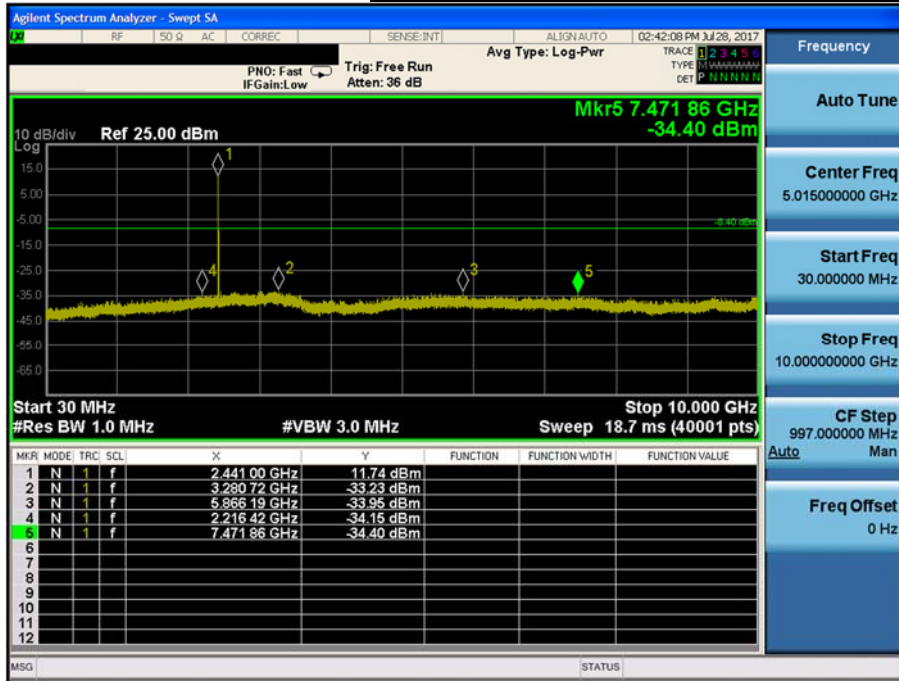 Agilent Spectrum Analyzer - Swept SA
LXI RF 50 Ω AC CORREC SENSE:INT ALIGN AUTO 02:42:08 PM Jul 28, 2017
Frequency
PNO: Fast Trig: Free Run Avg Type: Log-Pwr TRACE 1 2 3 4 5 6
IFGain:Low Atten: 36 dB TYPE M
DET P N N N N N
Auto Tune
Mkr5 7.471 86 GHz
-34.40 dBm
10 dB/div Ref 25.00 dBm
Log
15.0
5.00
-5.00
-15.0
-25.0
-35.0
-45.0
-55.0
-65.0
1
-8.40 dBm
4
2
3
5
Center Freq
5.015000000 GHz
Start Freq
30.000000 MHz
Stop Freq
10.000000000 GHz
Start 30 MHz Stop 10.000 GHz
#Res BW 1.0 MHz #VBW 3.0 MHz Sweep 18.7 ms (40001 pts)
CF Step
997.000000 MHz
Auto Man
MKR MODE TRC SCL X Y FUNCTION FUNCTION WIDTH FUNCTION VALUE
1 N 1 f 2.441 00 GHz 11.74 dBm
2 N 1 f 3.280 72 GHz -33.23 dBm
3 N 1 f 5.866 19 GHz -33.95 dBm
4 N 1 f 2.216 42 GHz -34.15 dBm
5 N 1 f 7.471 86 GHz -34.40 dBm
6
7
8
9
10
11
12
Freq Offset
0 Hz
MSG STATUS